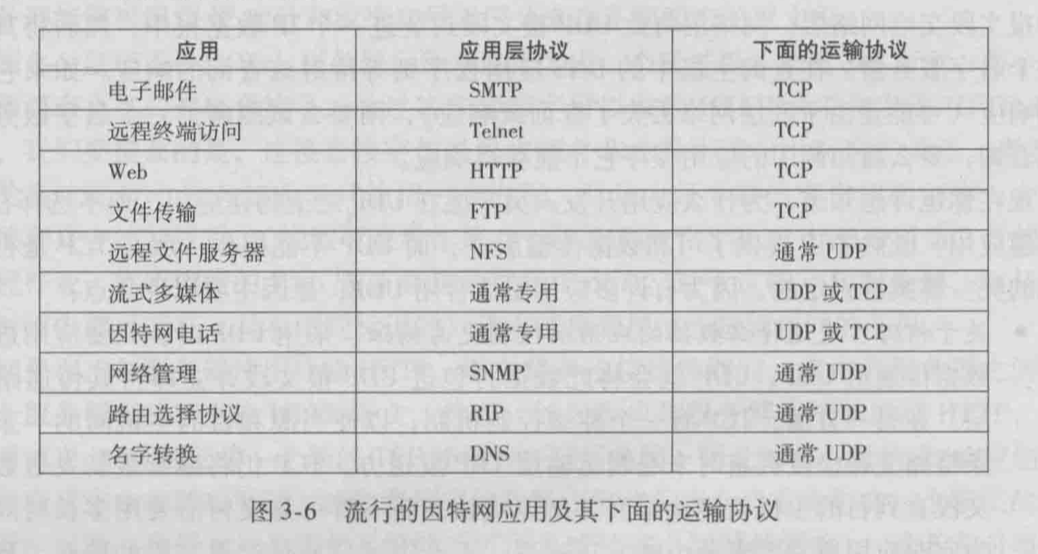 应用 应用层协议 下面的运输协议
电子邮件 SMTP TCP
远程终端访问 Telnet TCP
Web HTTP TCP
文件传输 FTP TCP
远程文件服务器 NFS 通常 UDP
流式多媒体 通常专用 UDP 或 TCP
因特网电话 通常专用 UDP 或 TCP
网络管理 SNMP 通常 UDP
路由选择协议 RIP 通常 UDP
名字转换 DNS 通常 UDP
图 3-6 流行的因特网应用及其下面的运输协议